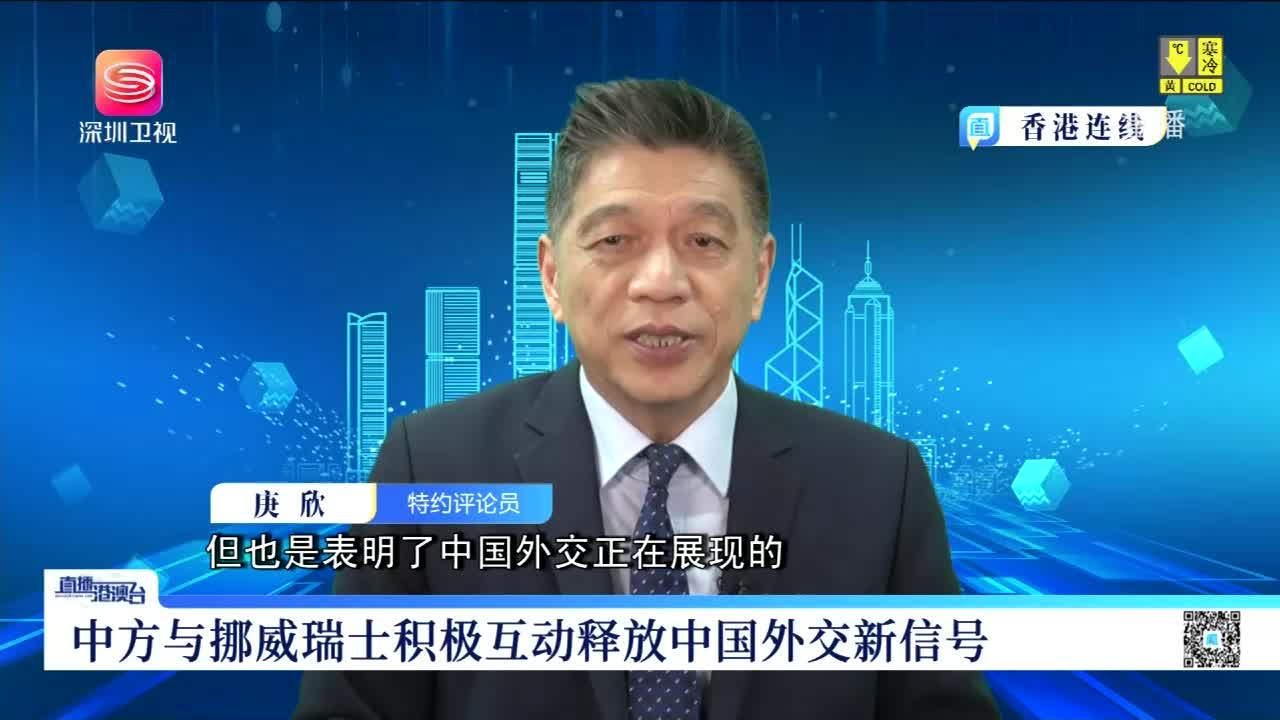 ℃
寒冷
黄 COLD
深圳卫视
直 香港连线
播
庚欣 特约评论员
但也是表明了中国外交正在展现的
直播港澳台
中方与挪威瑞士积极互动释放中国外交新信号